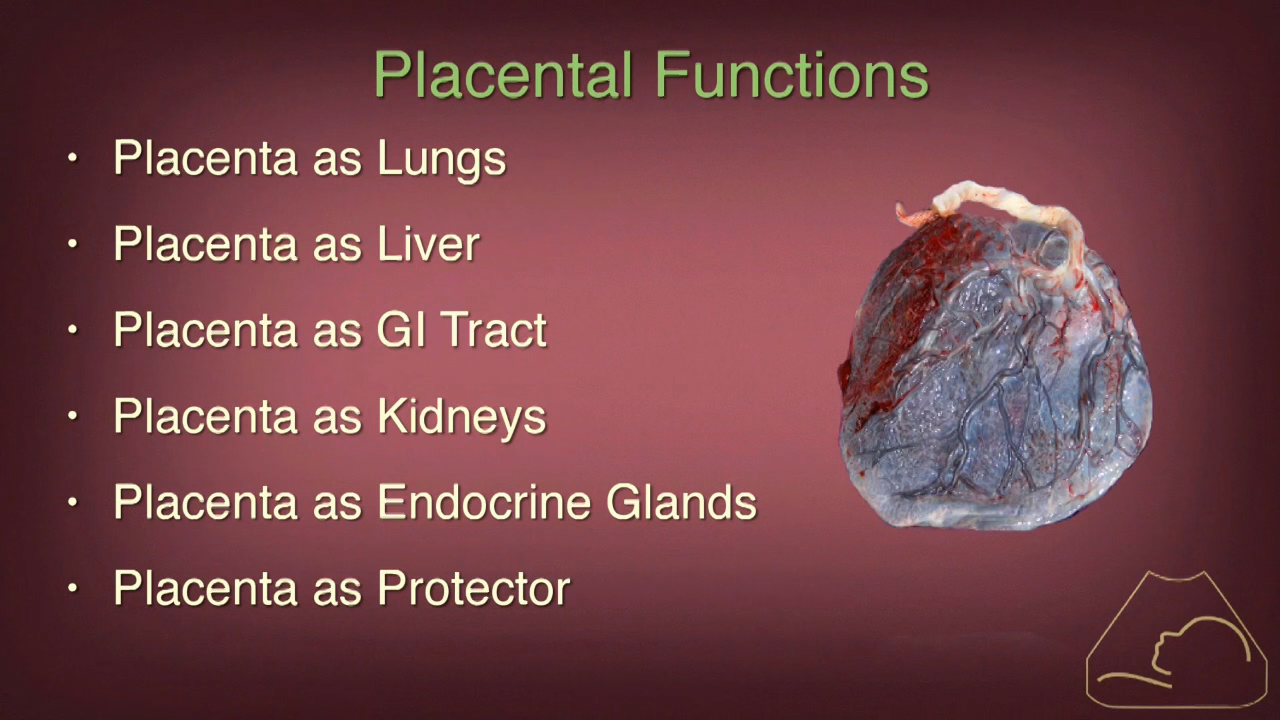 Placental Functions
• Placenta as Lungs
• Placenta as Liver
• Placenta as GI Tract
• Placenta as Kidneys
• Placenta as Endocrine Glands
• Placenta as Protector